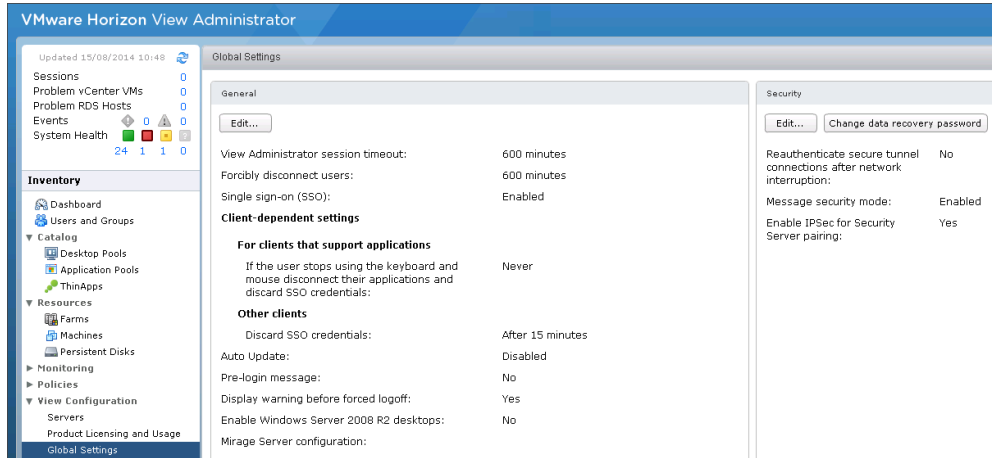 VMware Horizon View Administrator
Updated 15/08/2014 10:48
Sessions 0
Problem vCenter VMs 0
Problem RDS Hosts 0
Events 0 0
System Health
24 1 1 0
Inventory
Dashboard
Users and Groups
Catalog
Desktop Pools
Application Pools
ThinApps
Resources
Farms
Machines
Persistent Disks
Monitoring
Policies
View Configuration
Servers
Product Licensing and Usage
Global Settings
Global Settings
General
Edit...
View Administrator session timeout: 600 minutes
Forcibly disconnect users: 600 minutes
Single sign-on (SSO): Enabled
Client-dependent settings
For clients that support applications
If the user stops using the keyboard and Never
mouse disconnect their applications and
discard SSO credentials:
Other clients
Discard SSO credentials: After 15 minutes
Auto Update: Disabled
Pre-login message: No
Display warning before forced logoff: Yes
Enable Windows Server 2008 R2 desktops: No
Mirage Server configuration:
Security
Edit... Change data recovery password
Reauthenticate secure tunnel No
connections after network
interruption:
Message security mode: Enabled
Enable IPSec for Security Yes
Server pairing: